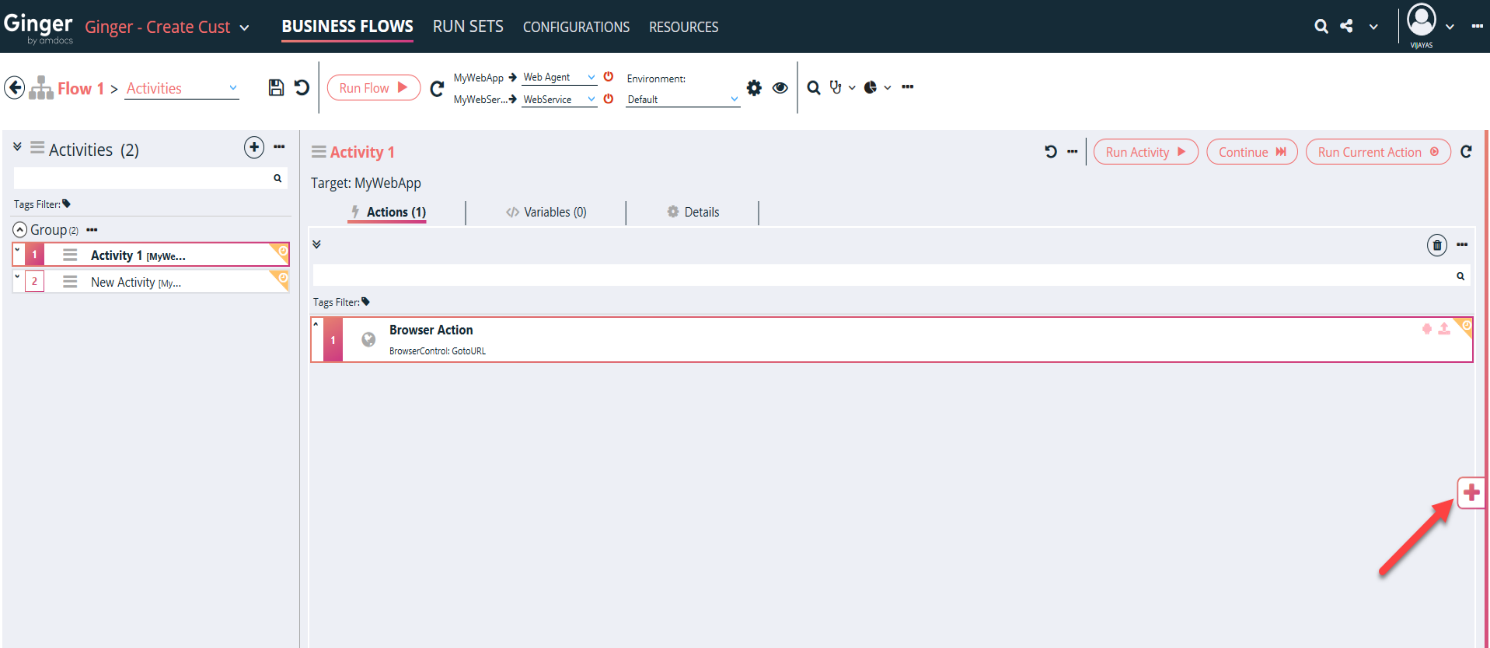 Ginger
by amdocs
Ginger - Create Cust
BUSINESS FLOWS
RUN SETS
CONFIGURATIONS
RESOURCES
VIJAYAS
Flow 1 > Activities
Run Flow
MyWebApp
Web Agent
MyWebSer...
WebService
Environment:
Default
Activities (2)
Tags Filter:
Group (2)
1 Activity 1 [MyWe...
2 New Activity [My...
Activity 1
Run Activity
Continue
Run Current Action
Target: MyWebApp
Actions (1)
Variables (0)
Details
Tags Filter:
1
Browser Action
BrowserControl: GotoURL